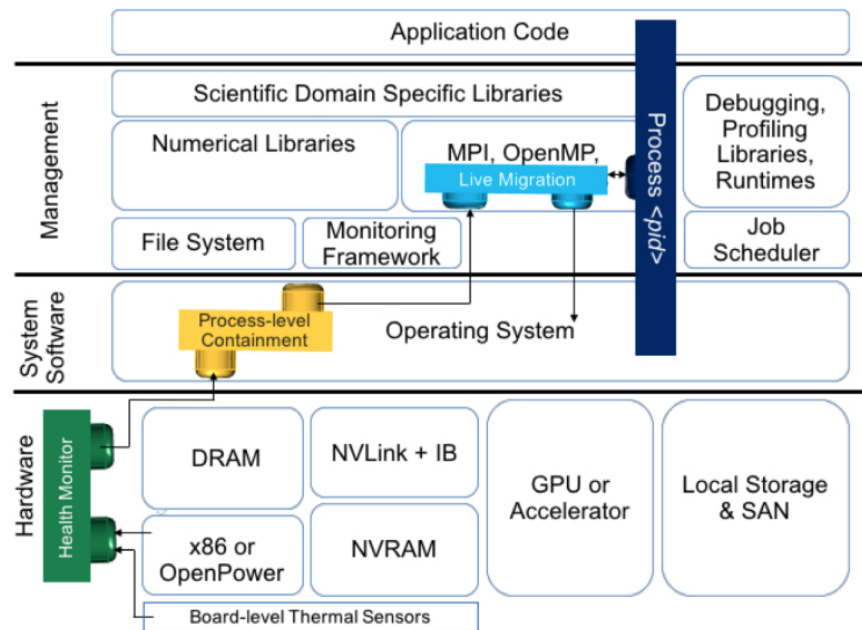 Application Code
Management
Scientific Domain Specific Libraries
Numerical Libraries
MPI, OpenMP,
Live Migration
Process <pid>
Debugging,
Profiling
Libraries,
Runtimes
File System
Monitoring
Framework
Job
Scheduler
System
Software
Process-level
Containment
Operating System
Hardware
Health Monitor
DRAM
NVLink + IB
GPU or
Accelerator
Local Storage
& SAN
x86 or
OpenPower
NVRAM
Board-level Thermal Sensors